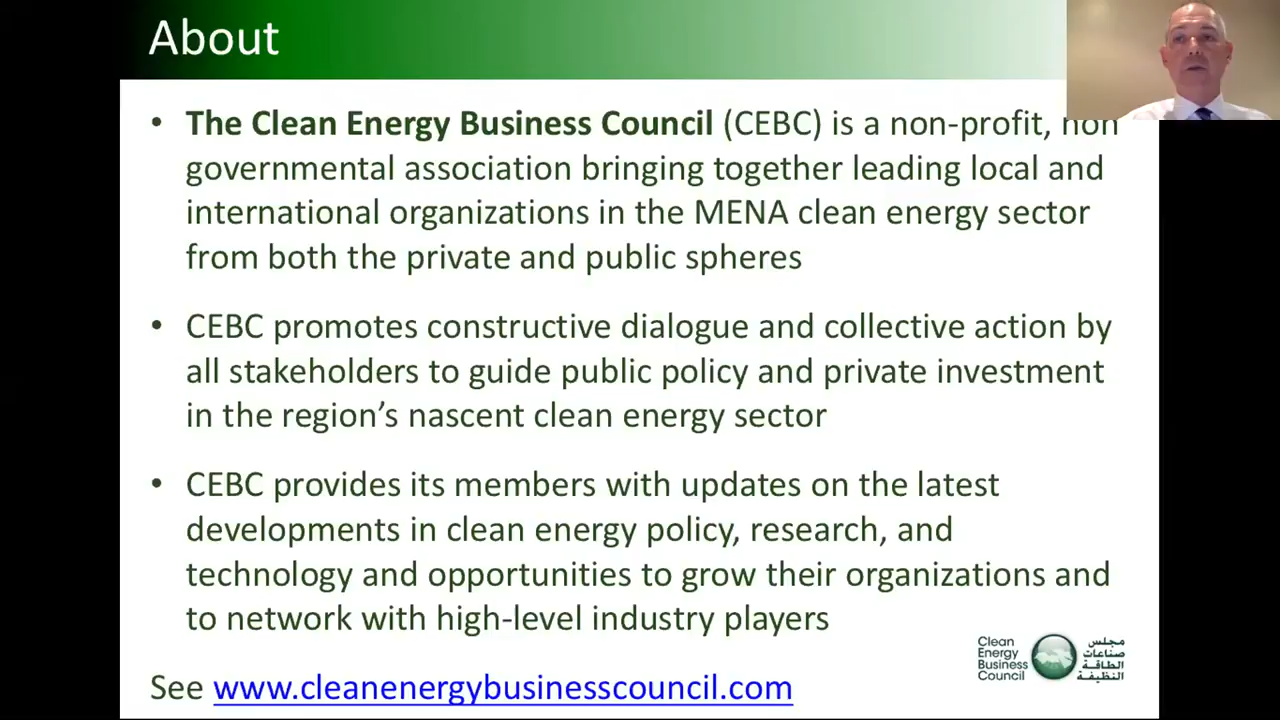 About
• The Clean Energy Business Council (CEBC) is a non-profit, non
governmental association bringing together leading local and
international organizations in the MENA clean energy sector
from both the private and public spheres
• CEBC promotes constructive dialogue and collective action by
all stakeholders to guide public policy and private investment
in the region’s nascent clean energy sector
• CEBC provides its members with updates on the latest
developments in clean energy policy, research, and
technology and opportunities to grow their organizations and
to network with high-level industry players
See www.cleanenergybusinesscouncil.com
Clean
Energy
Business
Council
مجلس
صناعات
الطاقة
النظيفة